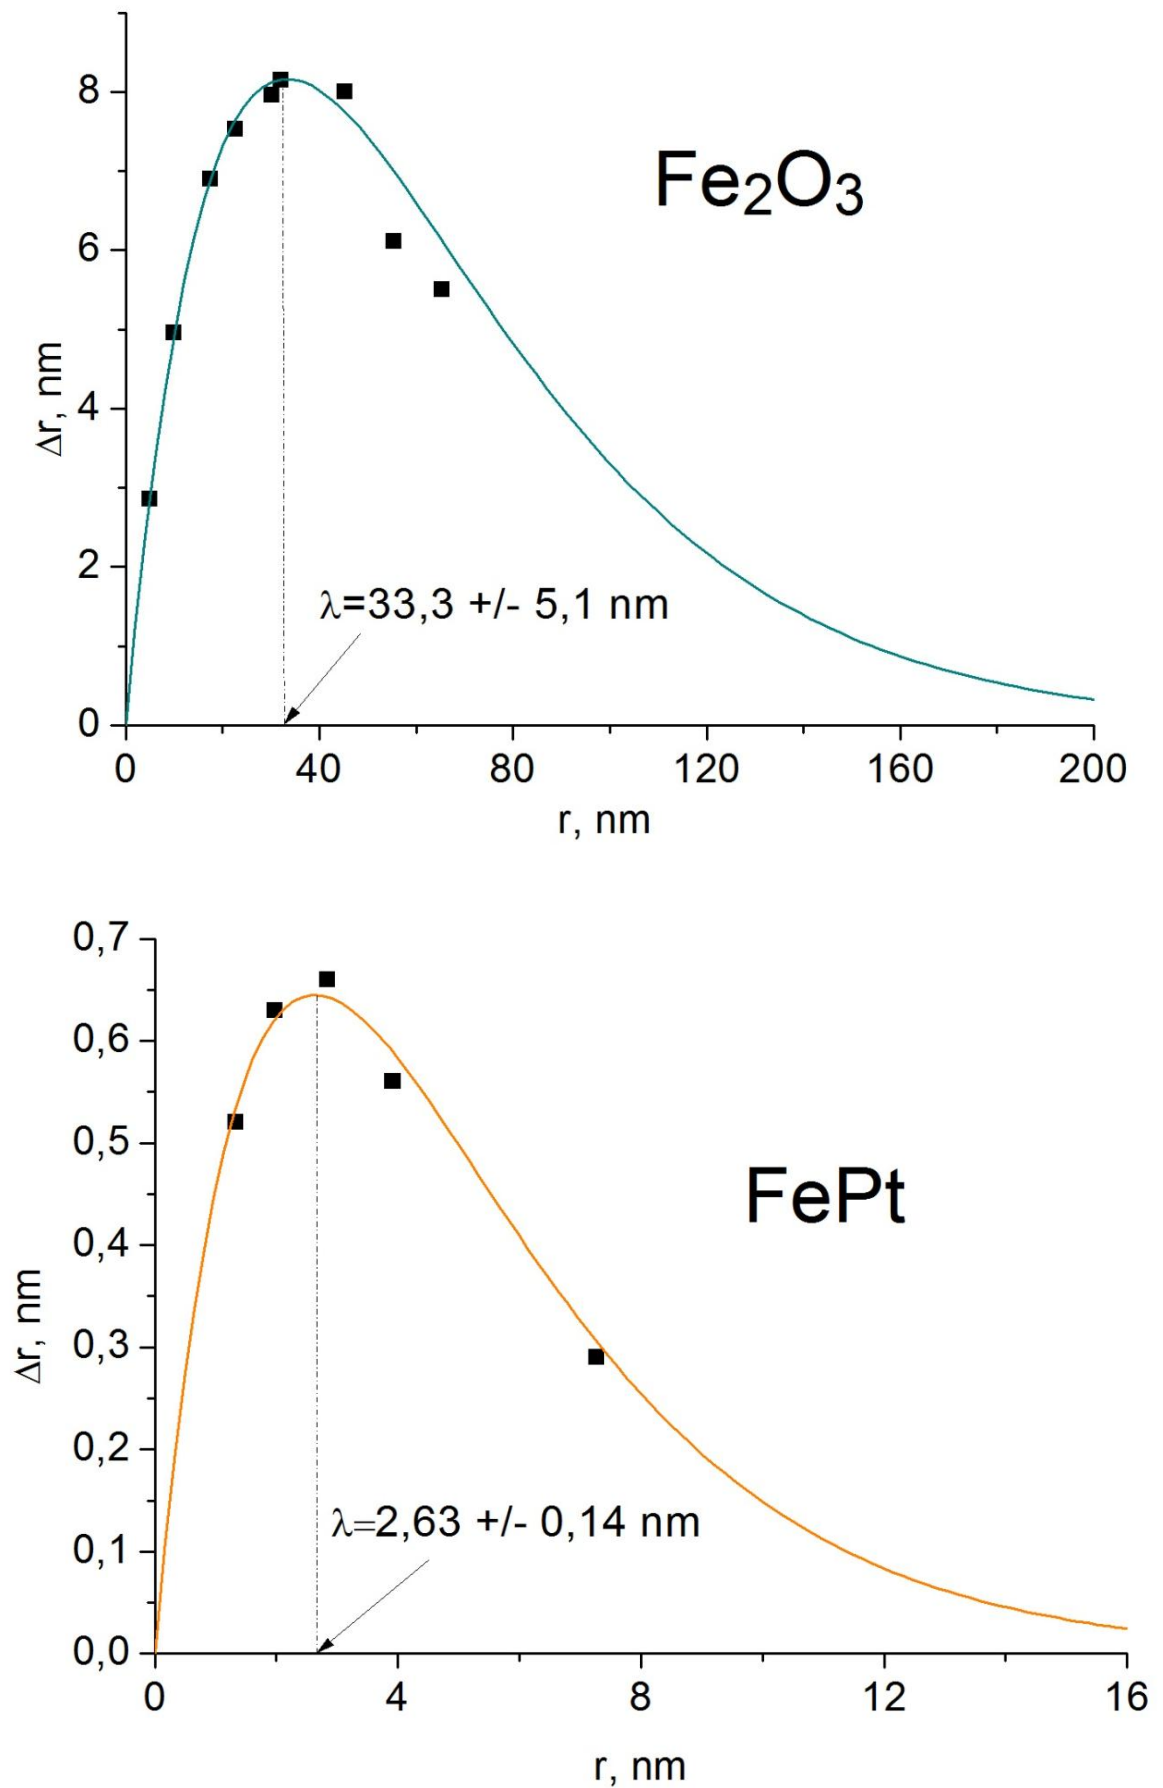 8
6
4
2
0
Δr, nm
Fe₂O₃
λ=33,3 +/- 5,1 nm
0 40 80 120 160 200
r, nm
0,7
0,6
0,5
0,4
0,3
0,2
0,1
0,0
Δr, nm
FePt
λ=2,63 +/- 0,14 nm
0 4 8 12 16
r, nm